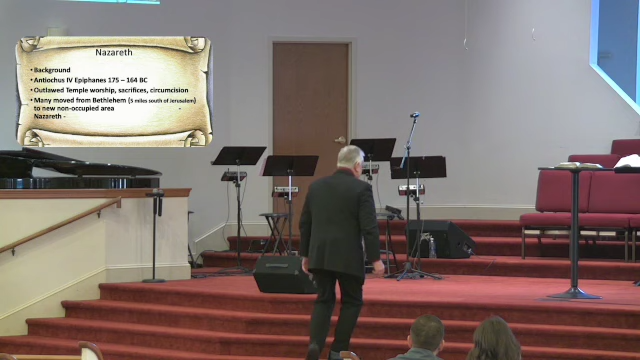 Nazareth
• Background
• Antiochus IV Epiphanes 175 – 164 BC
• Outlawed Temple worship, sacrifices, circumcision
• Many moved from Bethlehem (5 miles south of Jerusalem)
to new non-occupied area -
Nazareth -